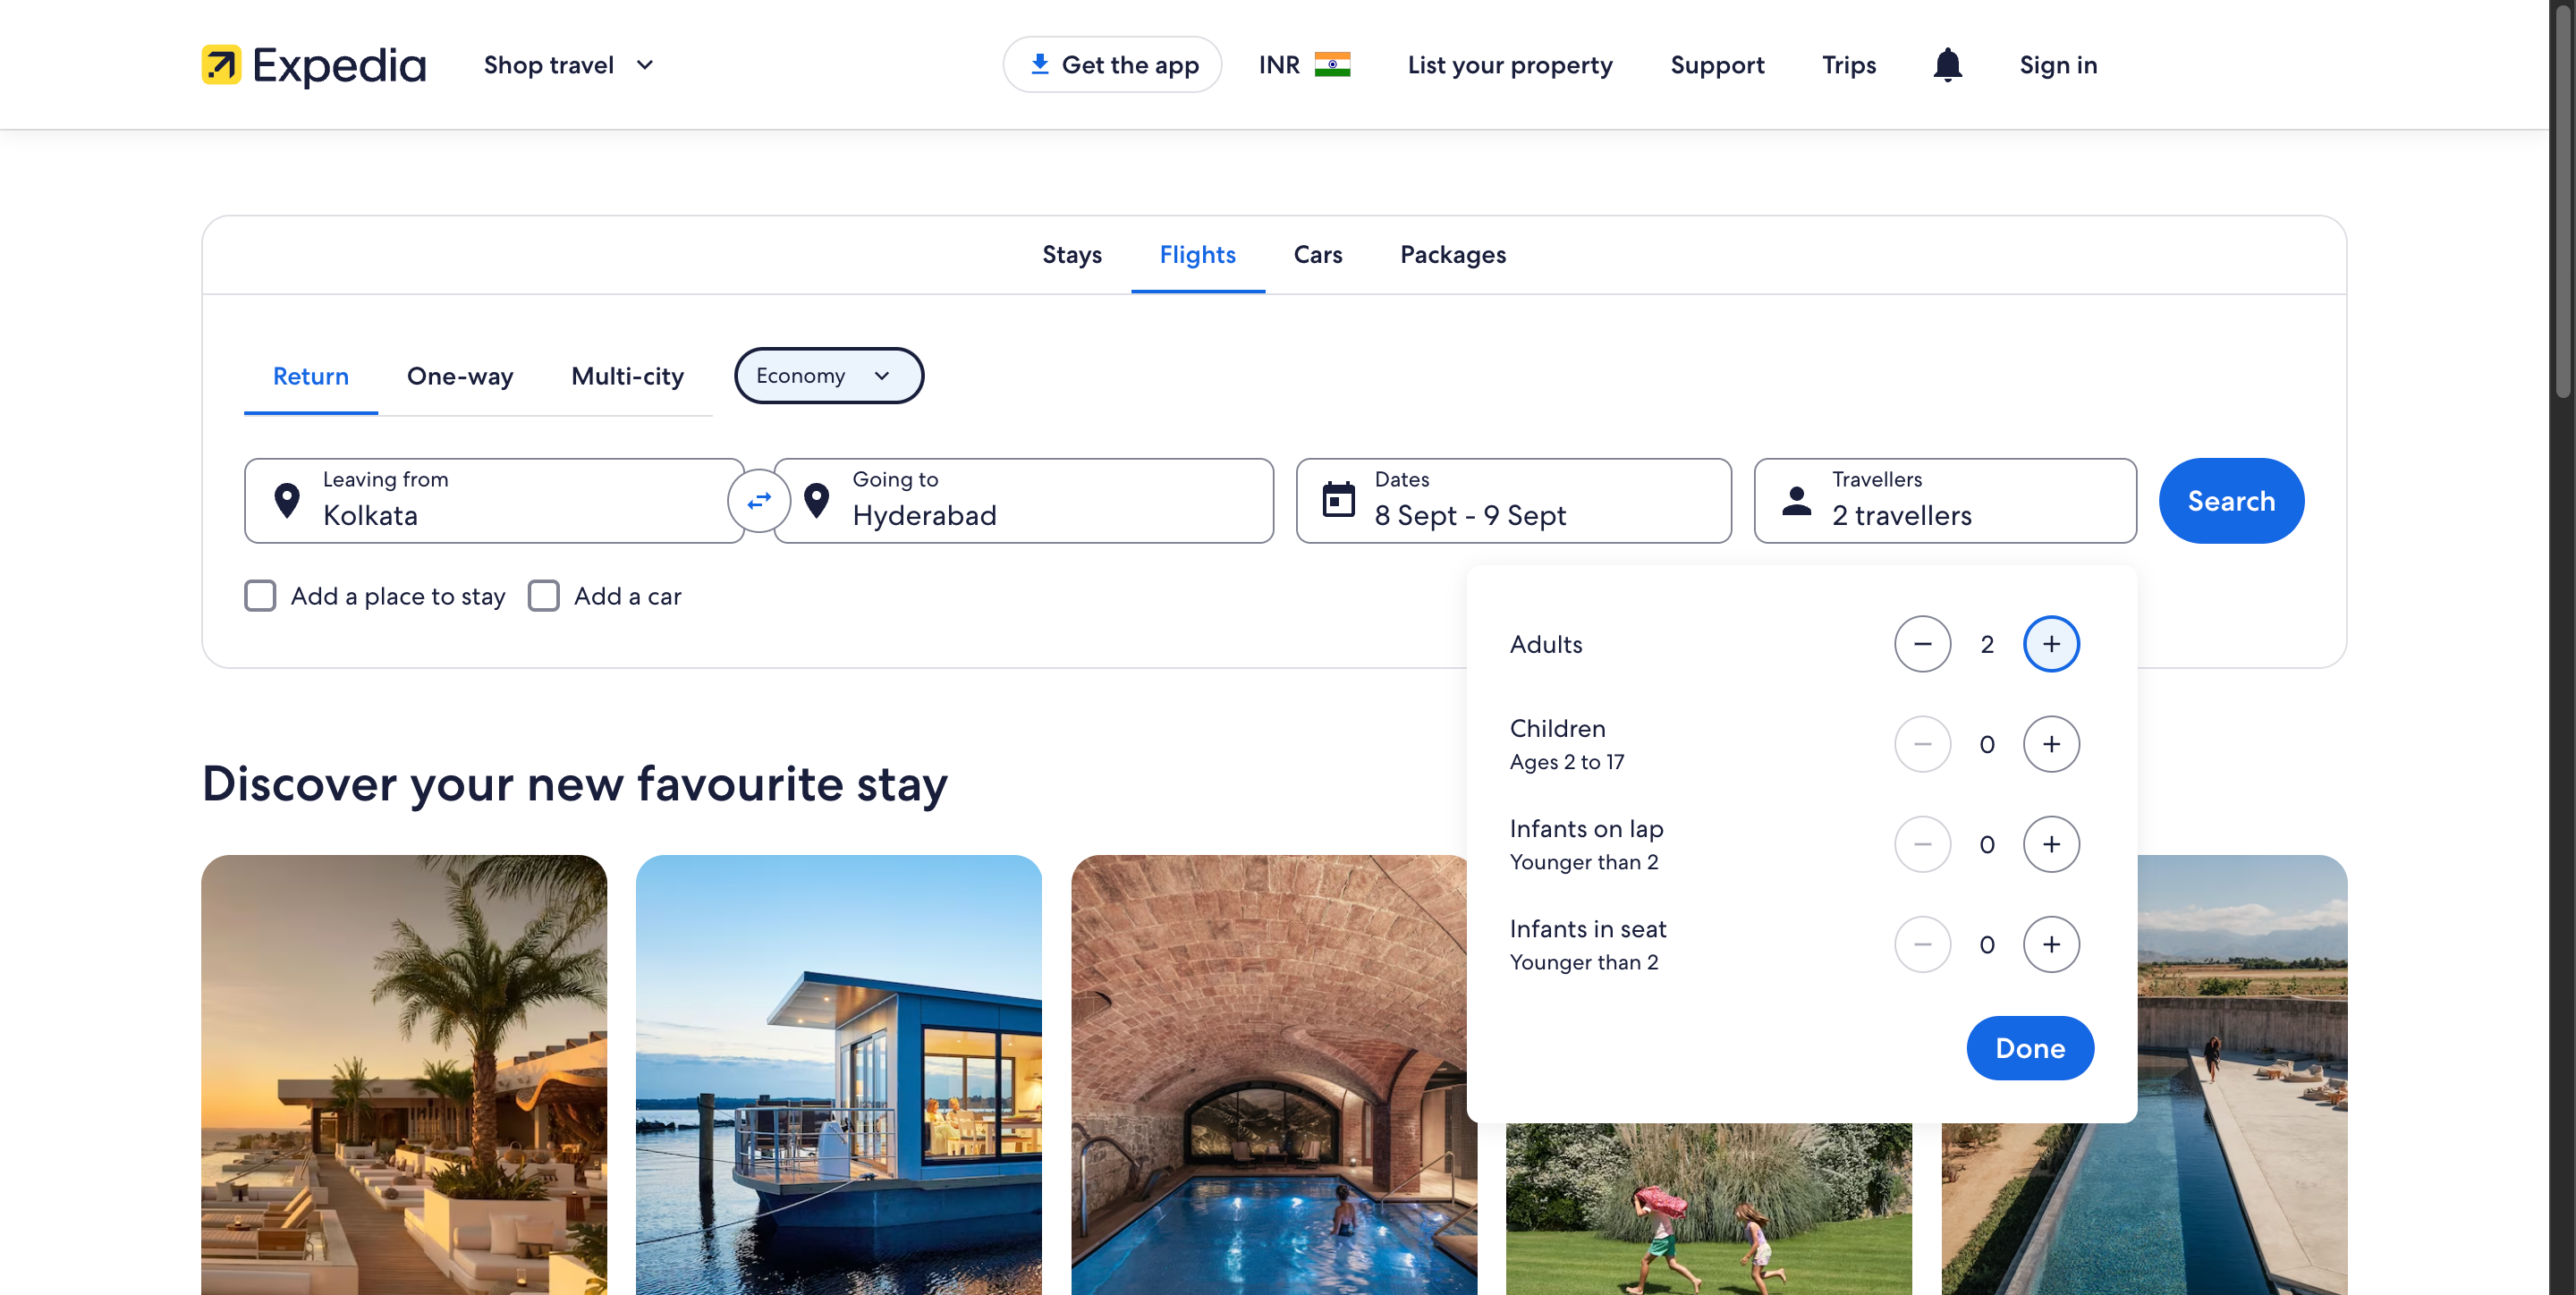 Expedia
Shop travel
Get the app
INR
List your property
Support
Trips
Sign in
Stays
Flights
Cars
Packages
Return
One-way
Multi-city
Economy
Leaving from
Kolkata
Going to
Hyderabad
Dates
8 Sept - 9 Sept
Travellers
2 travellers
Search
Add a place to stay
Add a car
Adults
2
Children
Ages 2 to 17
0
Infants on lap
Younger than 2
0
Infants in seat
Younger than 2
0
Done
Discover your new favourite stay